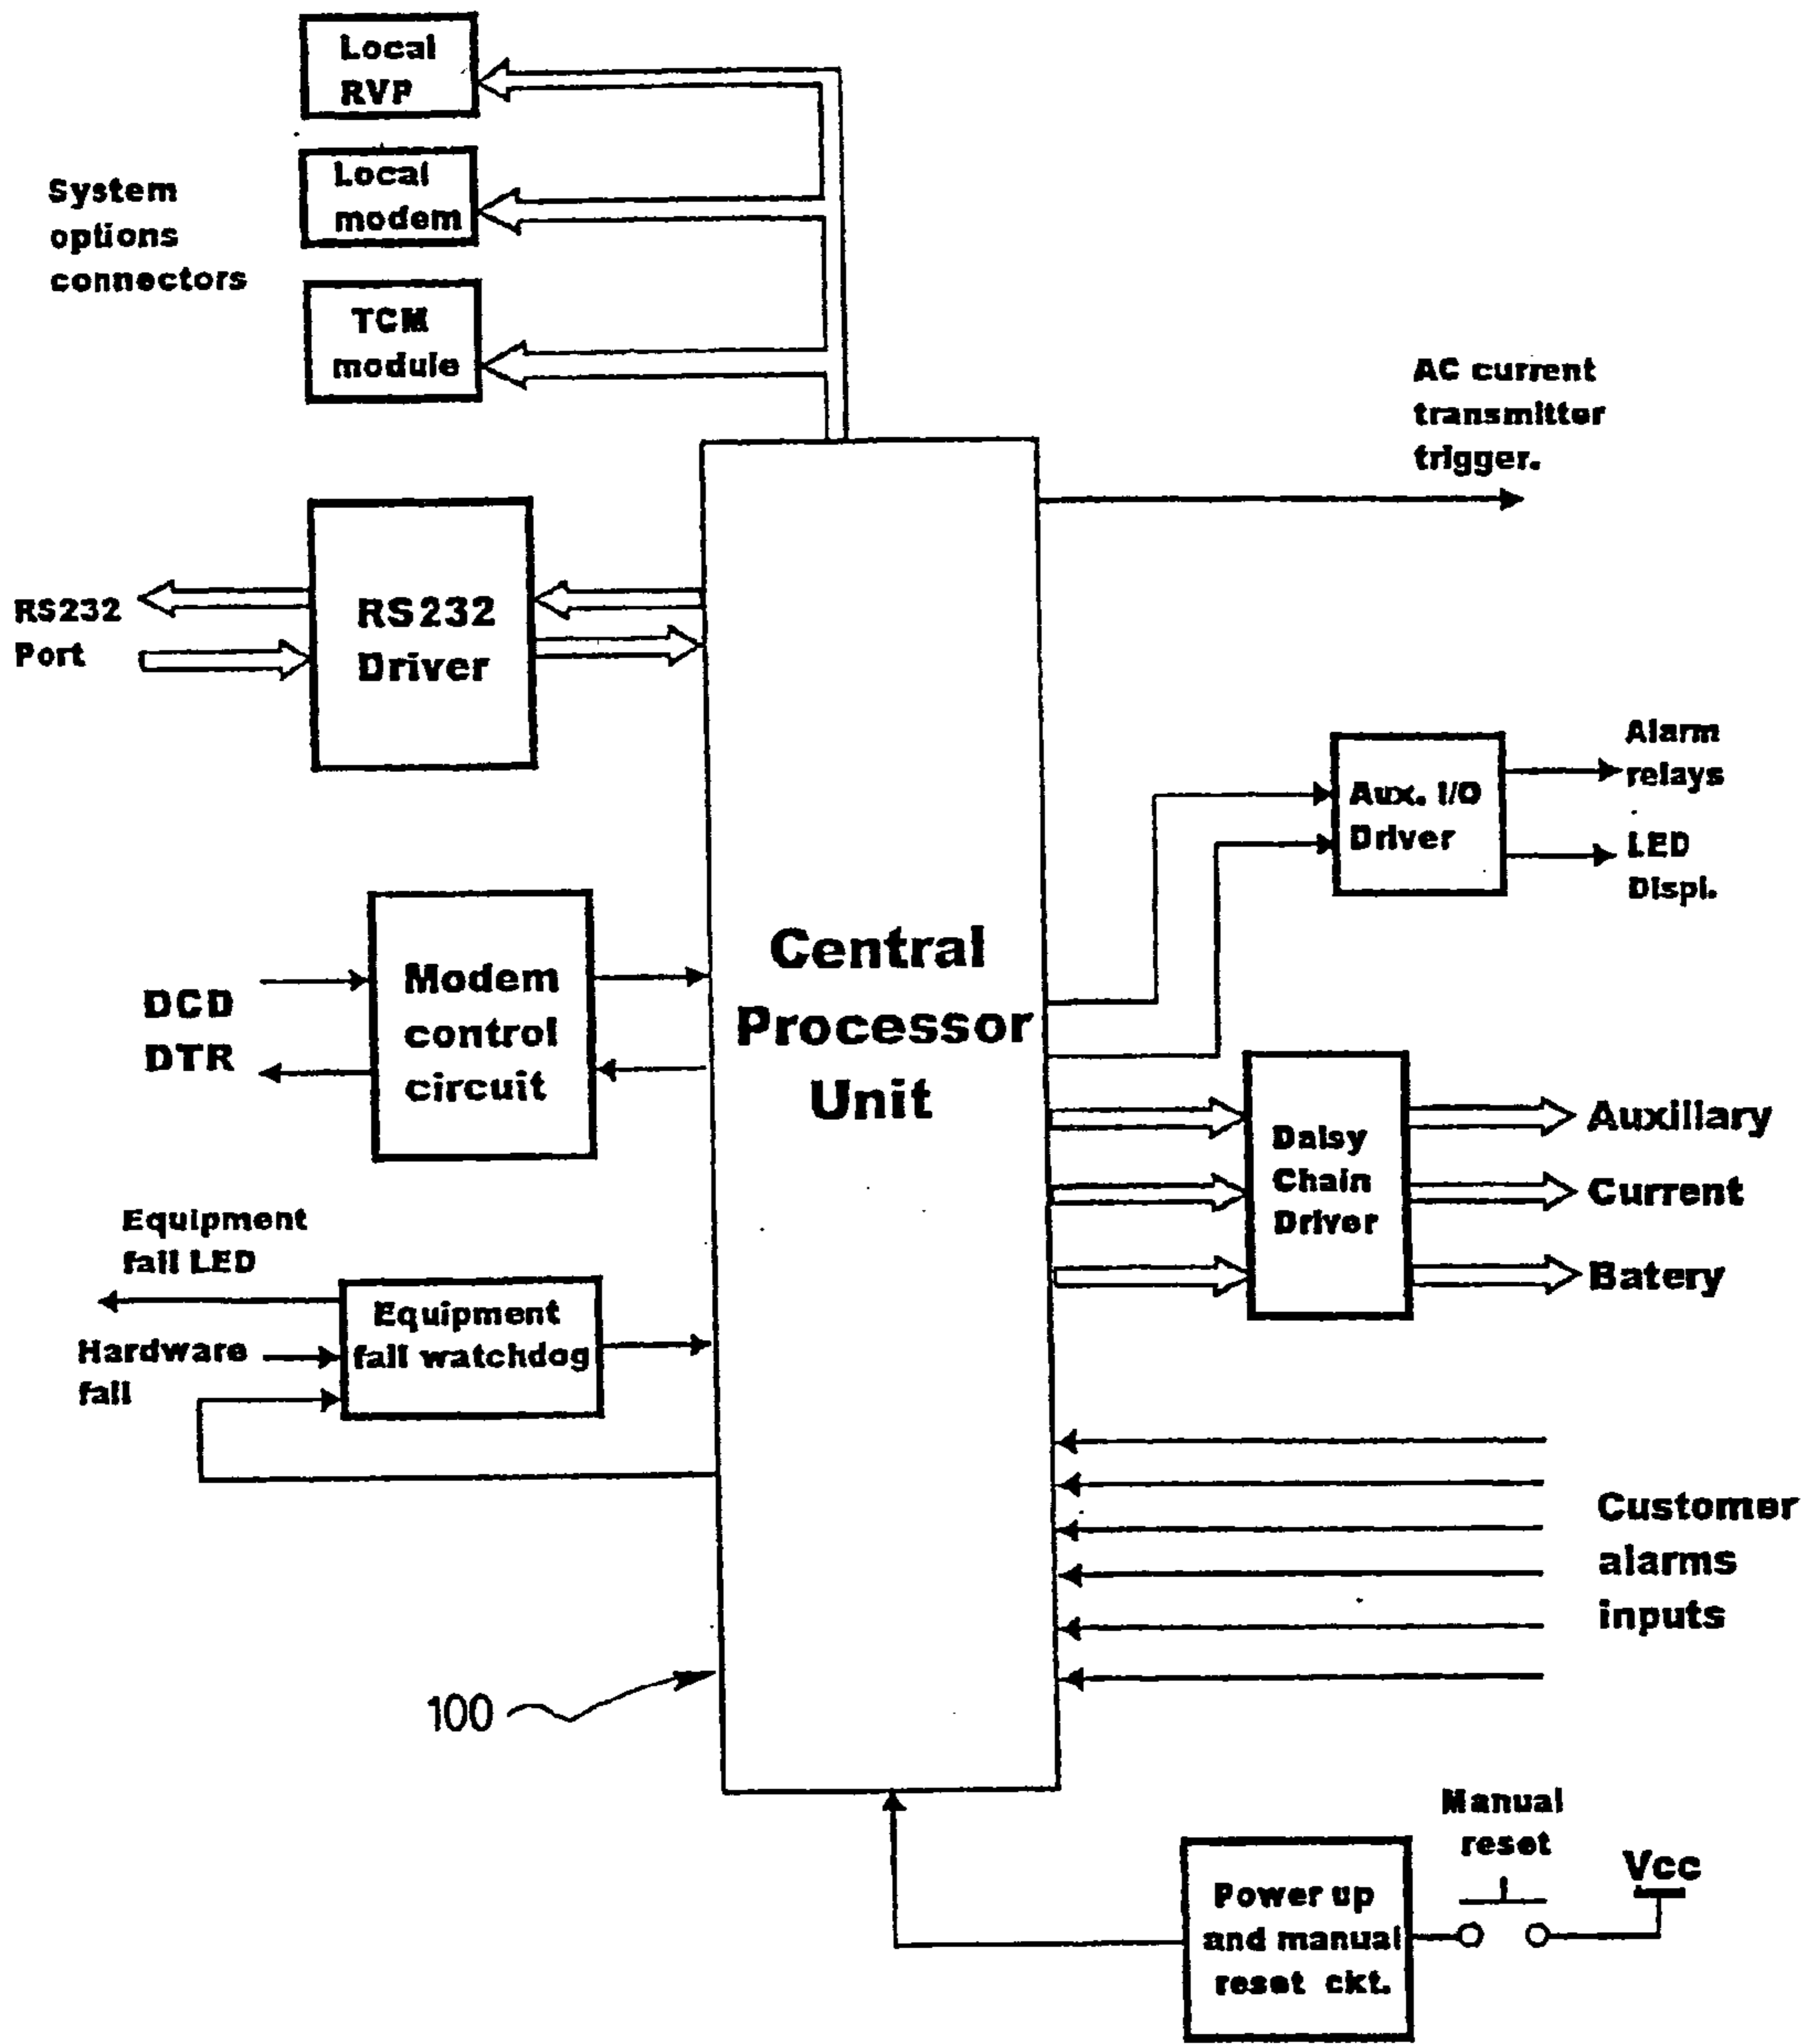 Local
RVP
Local
modem
System
options
connectors
TCM
module
AC current
transmitter
trigger.
RS232
Port
RS232
Driver
Alarm
relays
Aux. I/O
Driver
LED
Displ.
Central
Processor
Unit
DCD
DTR
Modem
control
circuit
Daisy
Chain
Driver
Auxillary
Current
Batery
Equipment
fail LED
Hardware
fail
Equipment
fail watchdog
Customer
alarms
inputs
100
Manual
reset
Vcc
Power up
and manual
reset ckt.